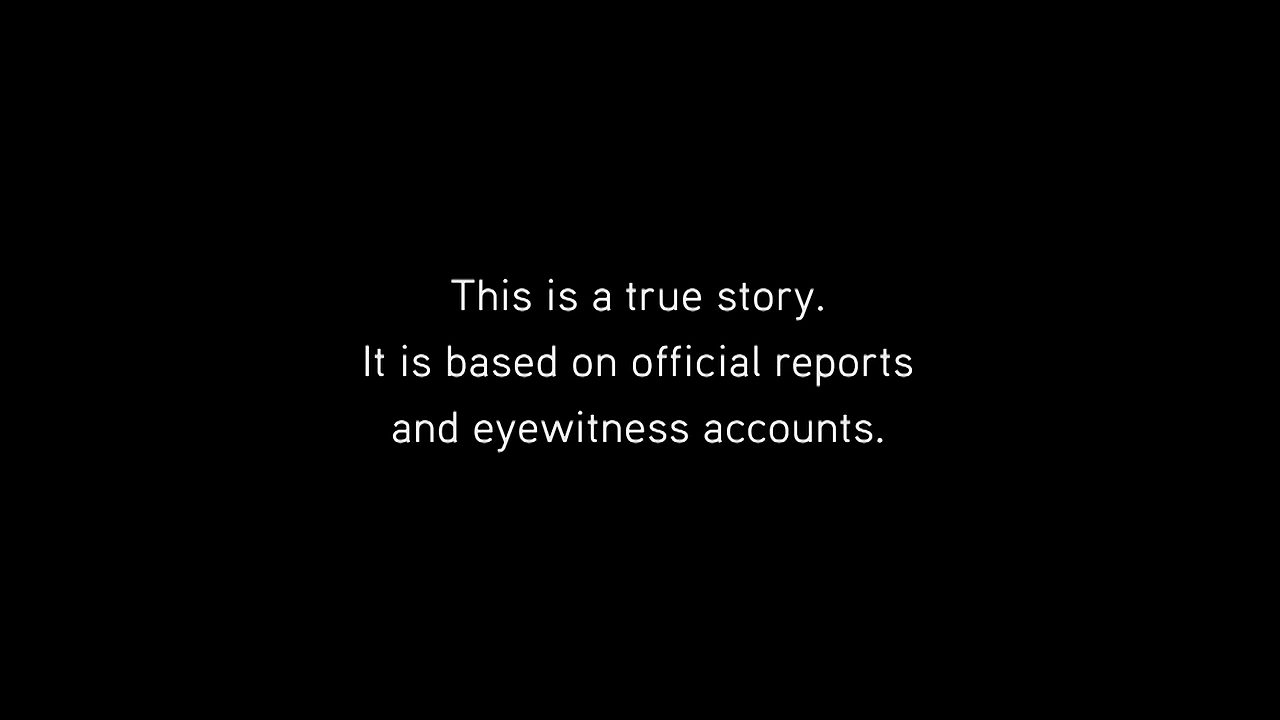 This is a true story.
It is based on official reports
and eyewitness accounts.